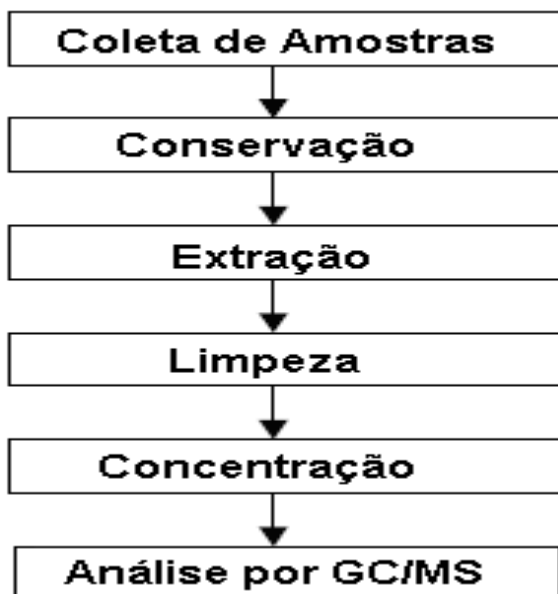 Coleta de Amostras
Conservação
Extração
Limpeza
Concentração
Análise por GC/MS